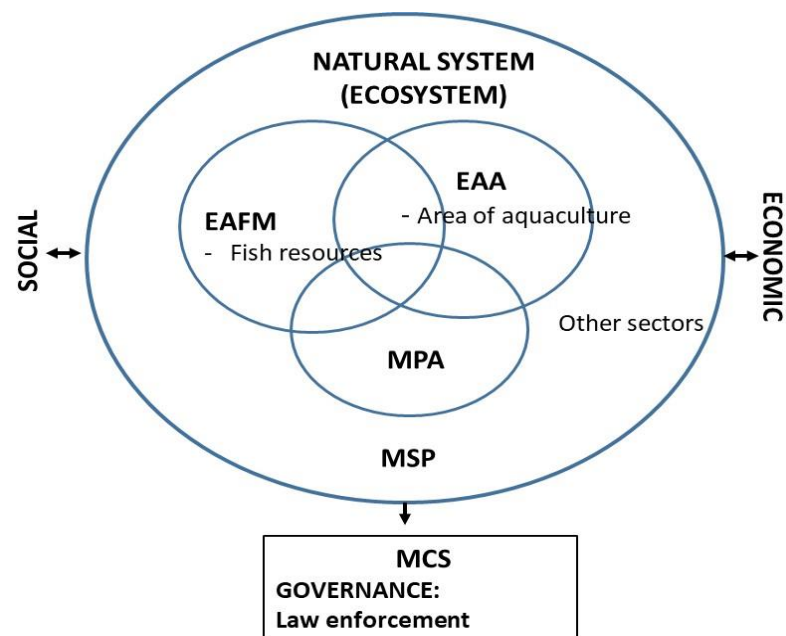 NATURAL SYSTEM
(ECOSYSTEM)
EAA
- Area of aquaculture
EAFM
- Fish resources
SOCIAL
ECONOMIC
Other sectors
MPA
MSP
MCS
GOVERNANCE:
Law enforcement